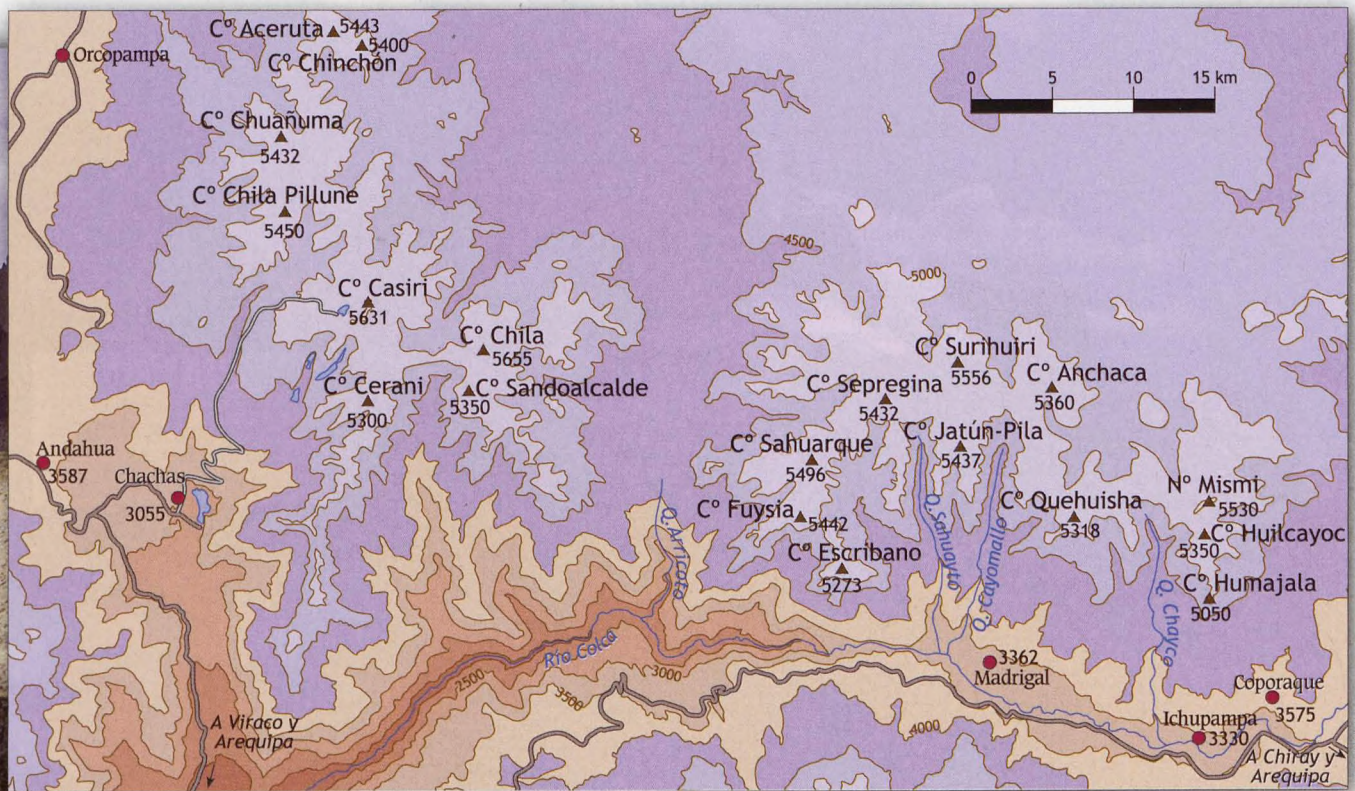 Cº Aceruta 5443
5400
Cº Chinchón
Orcopampa
0 5 10 15 km
Cº Chuañuma
5432
Cº Chila Pillune
5450
4500
5000
Cº Casiri
5631
Cº Chila
5655
Cº Surihuiri
5556
Cº Anchaca
5360
Cº Cerani
5300
Cº Sandoalcalde
5350
Cº Sepregina
5432
Cº Jatún-Pila
5437
Cº Sahuarque
5496
Andahua
3587
Chachas
3055
Nº Mismi
5530
Cº Quehuisha
5318
Cº Fuysia
5442
Cº Huilcayoc
5350
Cº Escribano
5273
Cº Humajala
5050
Q. Arricoto
Q. Sahuayto
Q. Cayomallo
Q. Chayco
Río Colca
2500
3500
3000
4000
3362
Madrigal
Coporaque
3575
Ichupampa
3330
A Viraco y
Arequipa
A Chiray y
Arequipa